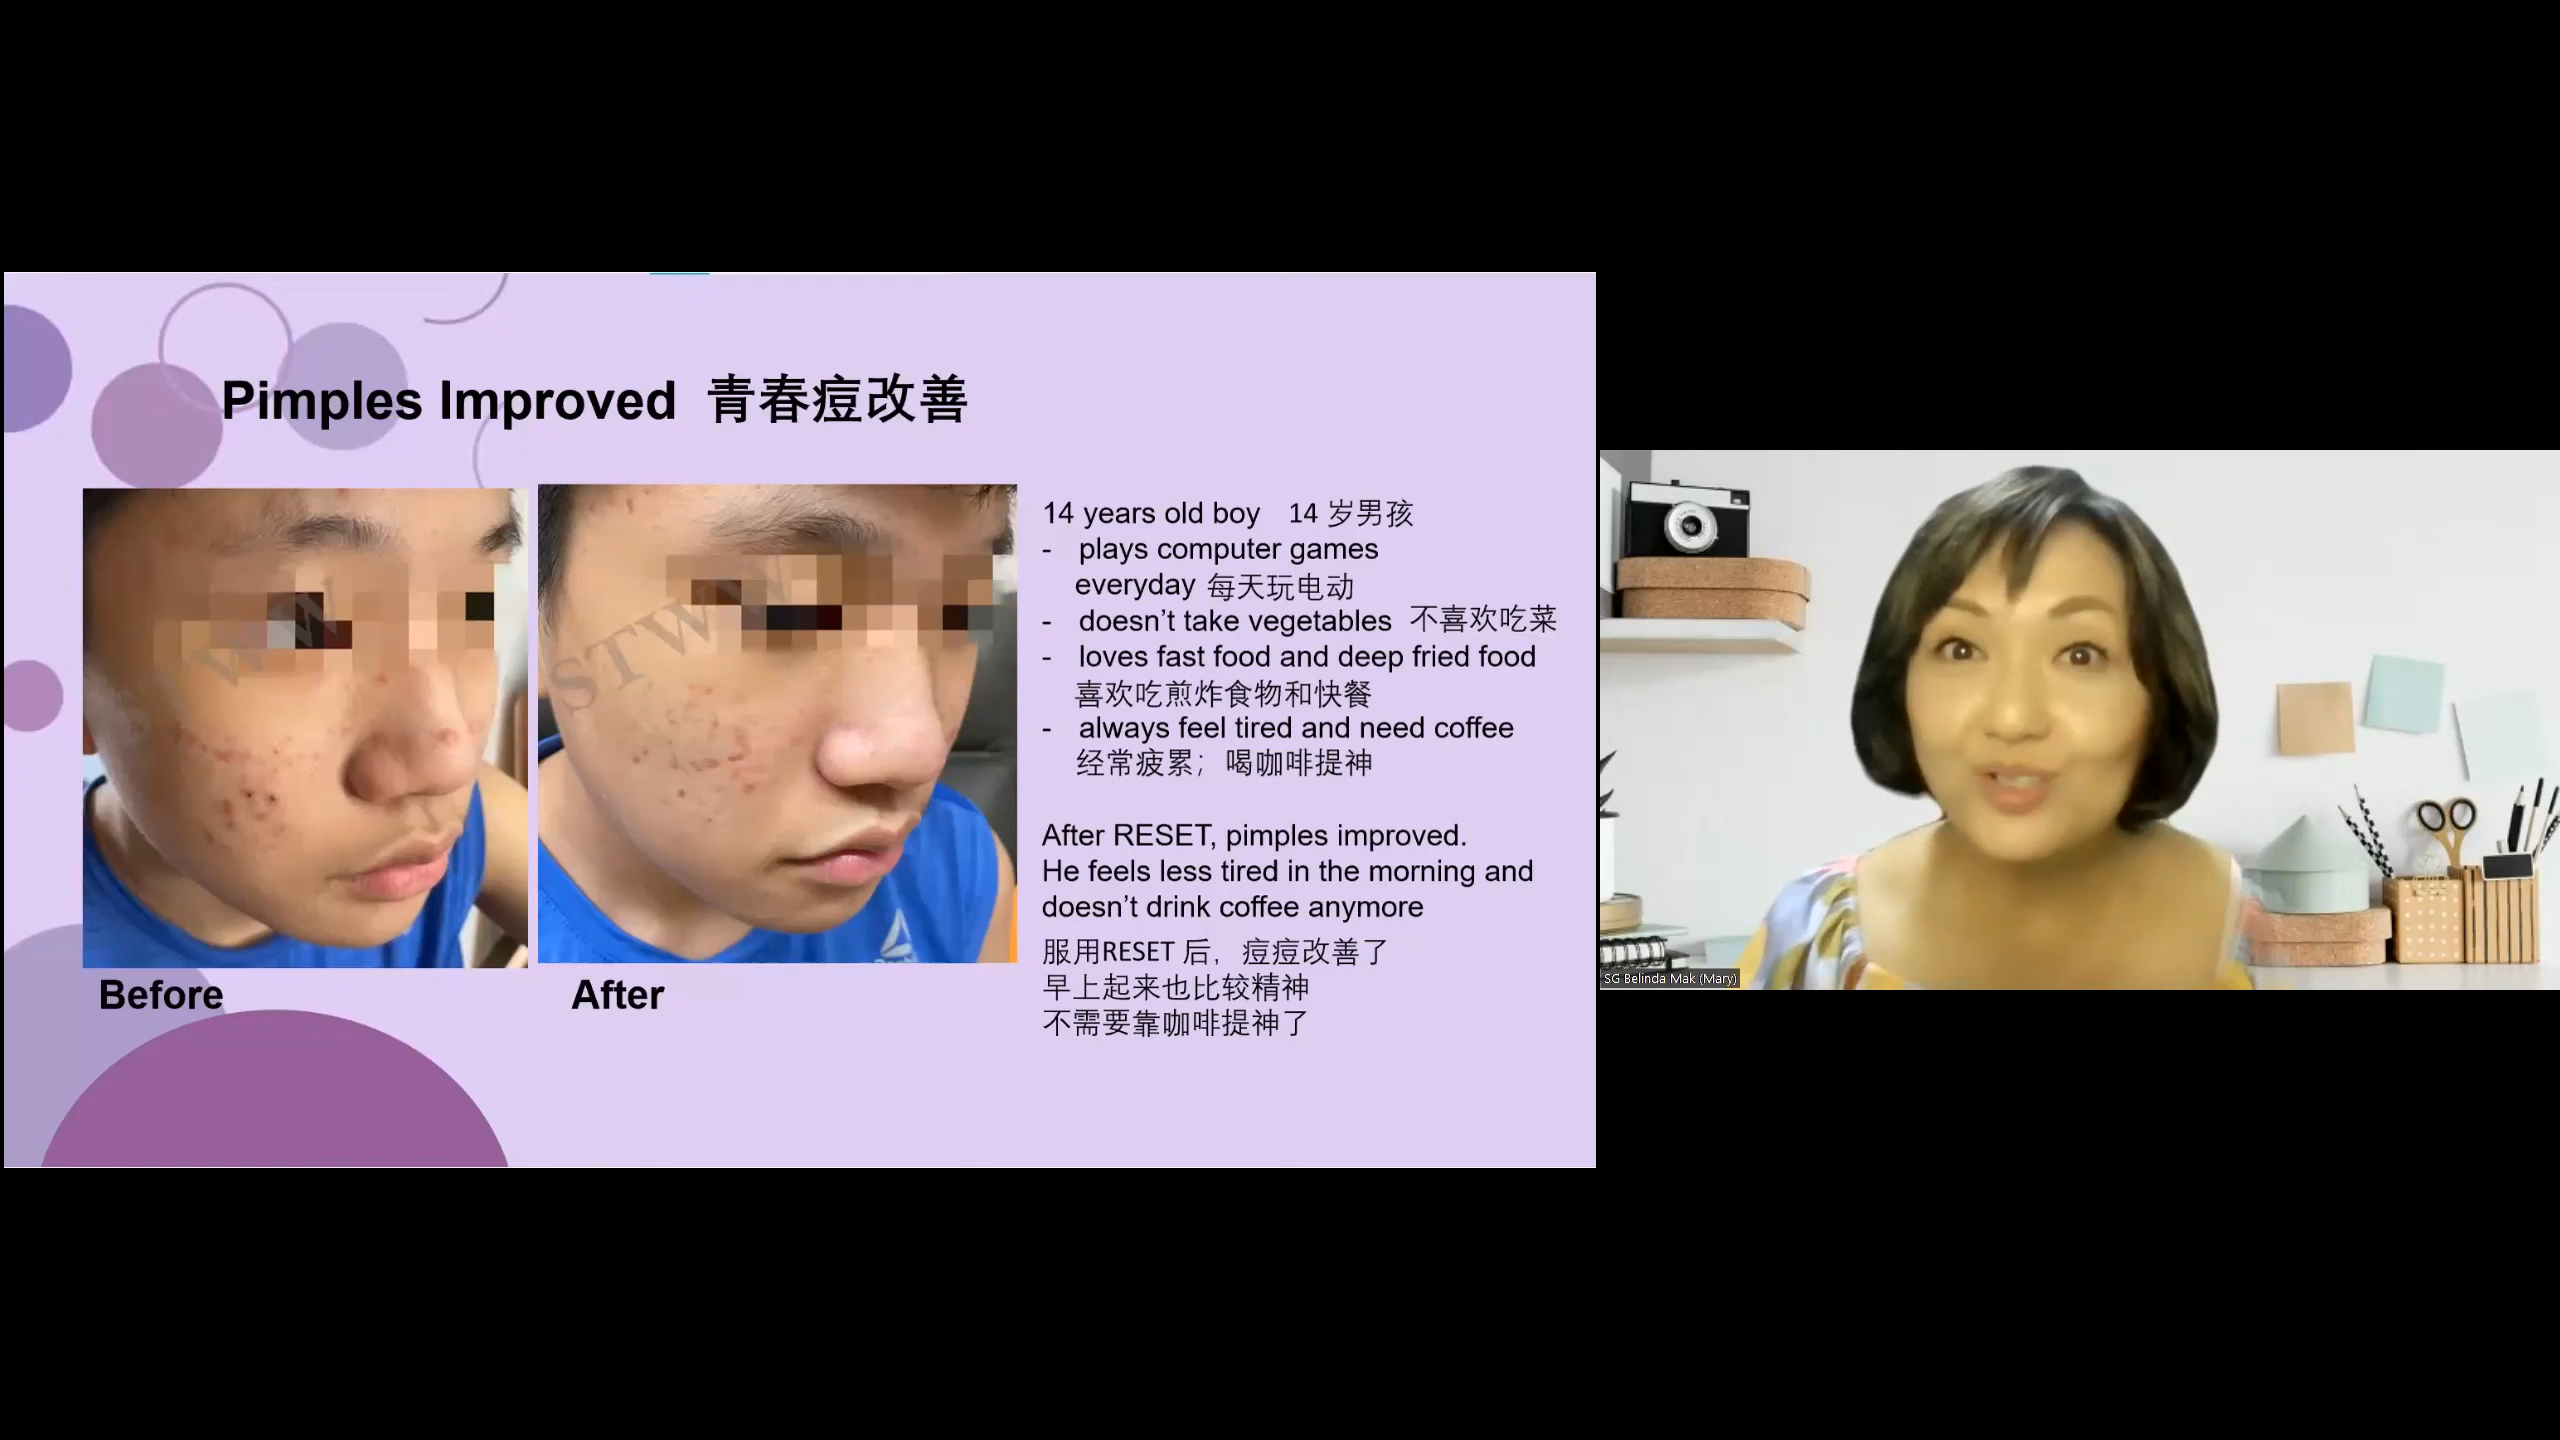 Pimples Improved 青春痘改善
STWW
STWW
14 years old boy 14 岁男孩
- plays computer games
everyday 每天玩电动
- doesn't take vegetables 不喜欢吃菜
- loves fast food and deep fried food
喜欢吃煎炸食物和快餐
- always feel tired and need coffee
经常疲累；喝咖啡提神
After RESET, pimples improved.
He feels less tired in the morning and
doesn't drink coffee anymore
服用RESET 后，痘痘改善了
早上起来也比较精神
不需要靠咖啡提神了
Before
After
SG Belinda Mak (Mary)